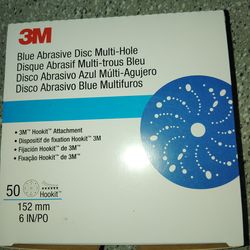 3M
Blue Abrasive Disc Multi-Hole
Disque Abrasif Multi-trous Bleu
Disco Abrasivo Azul Múlti-Agujero
Disco Abrasivo Blue Multifuros
• 3M™ Hookit™ Attachment
• Dispositif de fixation Hookit™ 3M
• Fijación Hookit™ de 3M™
• Fixação Hookit™ de 3M™
50
Hookit™
152 mm
6 IN/PO